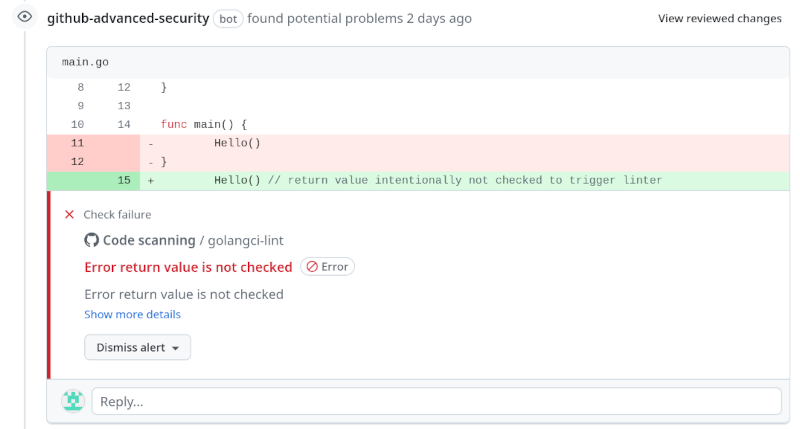 github-advanced-security bot found potential problems 2 days ago View reviewed changes
main.go
8 12 }
9 13
10 14 func main() {
11 - Hello()
12 - }
15 + Hello() // return value intentionally not checked to trigger linter
Check failure
Code scanning / golangci-lint
Error return value is not checked Error
Error return value is not checked
Show more details
Dismiss alert
Reply...